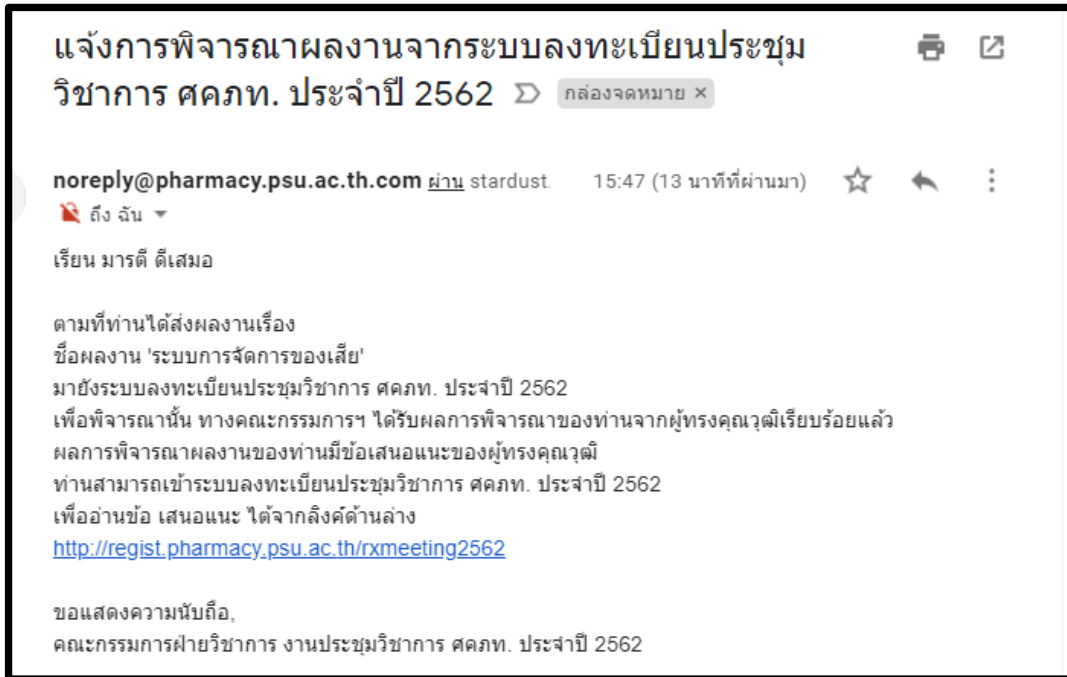 แจ้งการพิจารณาผลงานจากระบบลงทะเบียนประชุม
วิชาการ ศคภท. ประจำปี 2562 กล่องจดหมาย ×
noreply@pharmacy.psu.ac.th.com ผ่าน stardust. 15:47 (13 นาทีที่ผ่านมา)
ถึง ฉัน
เรียน มารตี ดีเสมอ
ตามที่ท่านได้ส่งผลงานเรื่อง
ชื่อผลงาน 'ระบบการจัดการของเสีย'
มายังระบบลงทะเบียนประชุมวิชาการ ศคภท. ประจำปี 2562
เพื่อพิจารณานั้น ทางคณะกรรมการฯ ได้รับผลการพิจารณาของท่านจากผู้ทรงคุณวุฒิเรียบร้อยแล้ว
ผลการพิจารณาผลงานของท่านมีข้อเสนอแนะของผู้ทรงคุณวุฒิ
ท่านสามารถเข้าระบบลงทะเบียนประชุมวิชาการ ศคภท. ประจำปี 2562
เพื่ออ่านข้อ เสนอแนะ ได้จากลิงค์ด้านล่าง
http://regist.pharmacy.psu.ac.th/rxmeeting2562
ขอแสดงความนับถือ,
คณะกรรมการฝ่ายวิชาการ งานประชุมวิชาการ ศคภท. ประจำปี 2562